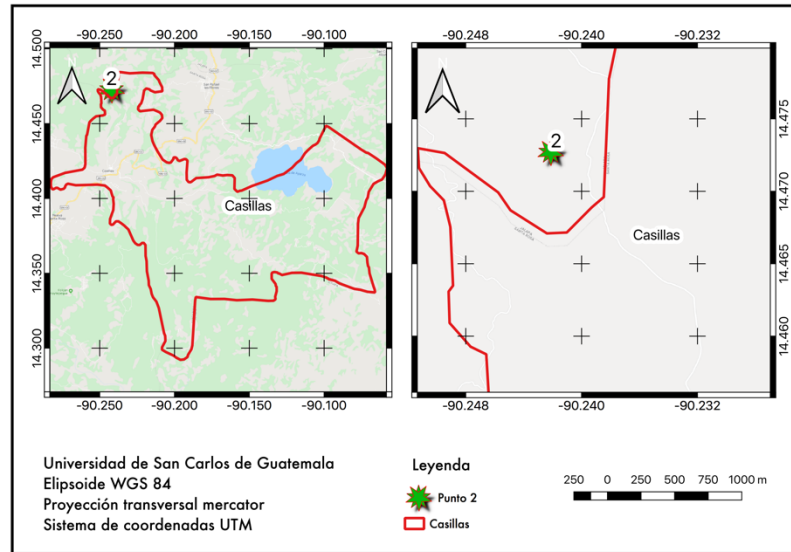 -90.250 -90.200 -90.150 -90.100
-90.248 -90.240 -90.232
14.500
14.450
14.400
14.350
14.300
N
2
Casillas
-90.250 -90.200 -90.150 -90.100
N
2
Casillas
14.475
14.470
14.465
14.460
-90.248 -90.240 -90.232
Universidad de San Carlos de Guatemala
Elipsoide WGS 84
Proyección transversal mercator
Sistema de coordenadas UTM
Leyenda
Punto 2
Casillas
250 0 250 500 750 1000 m